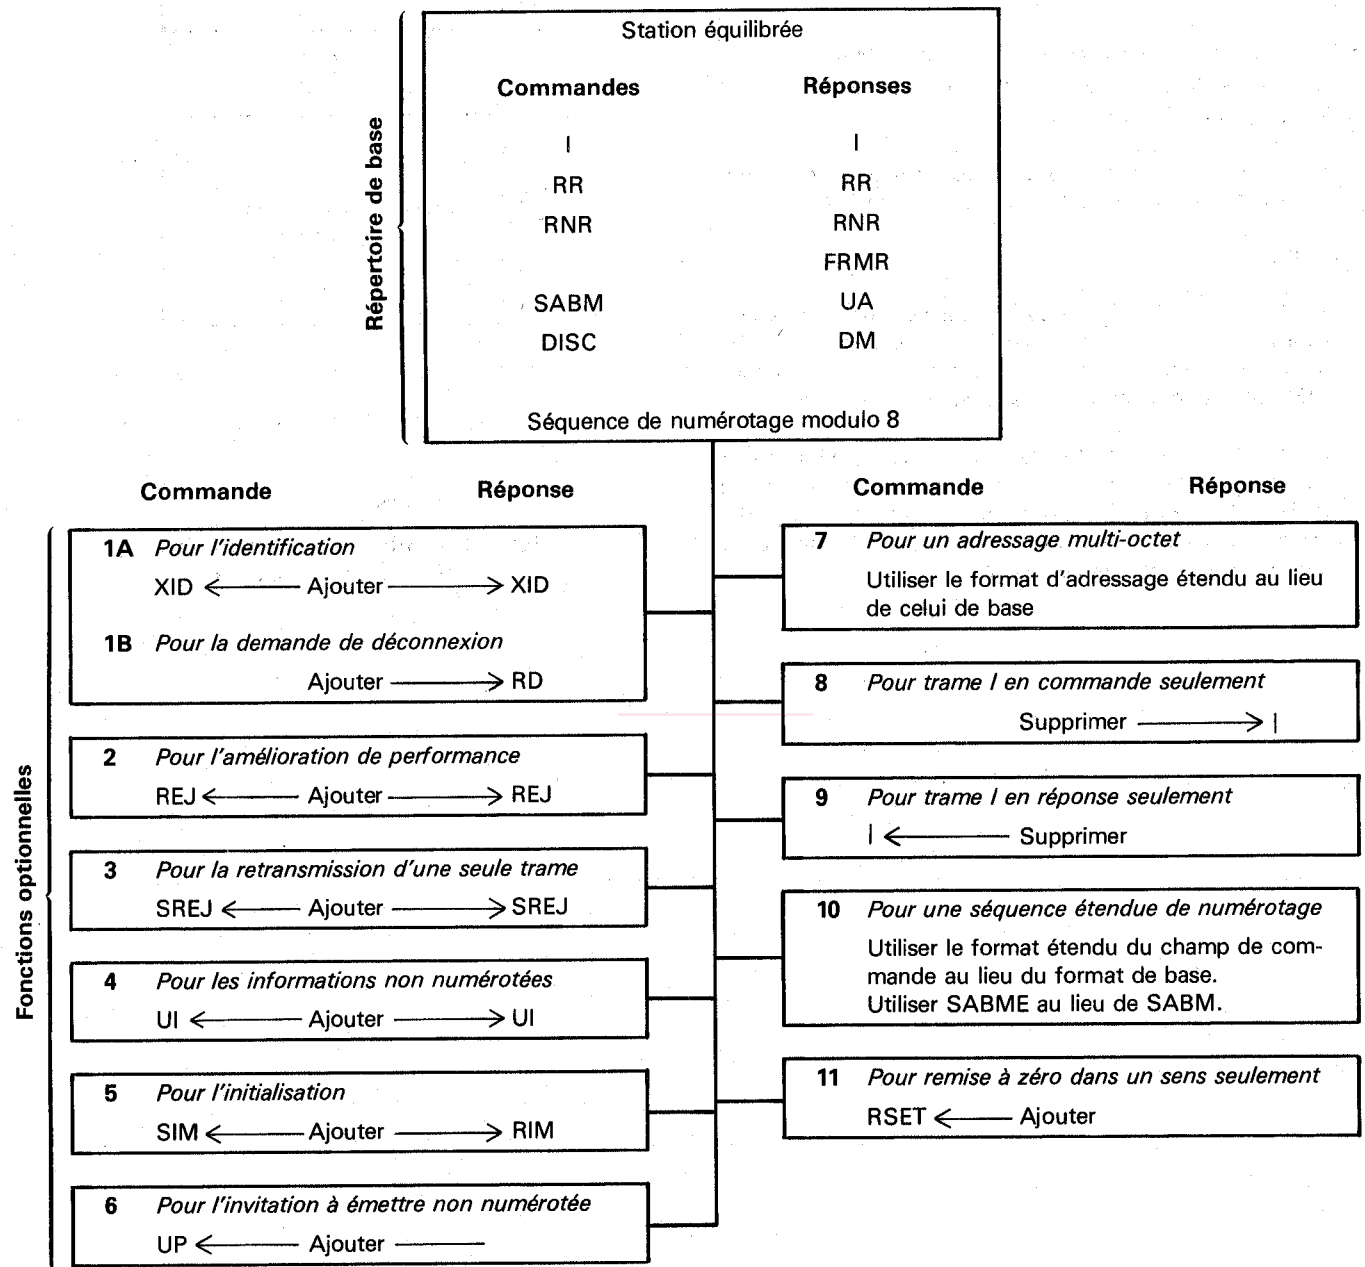 Station équilibrée
Commandes Réponses
I I
RR RR
RNR RNR
FRMR
SABM UA
DISC DM
Séquence de numérotage modulo 8
Répertoire de base
Commande Réponse
1A Pour l'identification
XID Ajouter XID
1B Pour la demande de déconnexion
Ajouter RD
2 Pour l'amélioration de performance
REJ Ajouter REJ
3 Pour la retransmission d'une seule trame
SREJ Ajouter SREJ
4 Pour les informations non numérotées
UI Ajouter UI
5 Pour l'initialisation
SIM Ajouter RIM
6 Pour l'invitation à émettre non numérotée
UP Ajouter
Fonctions optionnelles
Commande Réponse
7 Pour un adressage multi-octet
Utiliser le format d'adressage étendu au lieu
de celui de base
8 Pour trame I en commande seulement
Supprimer I
9 Pour trame I en réponse seulement
I Supprimer
10 Pour une séquence étendue de numérotage
Utiliser le format étendu du champ de com-
mande au lieu du format de base.
Utiliser SABME au lieu de SABM.
11 Pour remise à zéro dans un sens seulement
RSET Ajouter